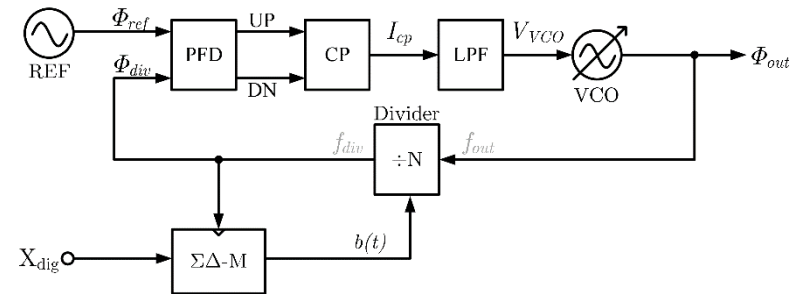 Φref
UP
Icp
VVCO
PFD
CP
LPF
Φout
REF
Φdiv
DN
VCO
Divider
fdiv
÷N
fout
Xdig
ΣΔ-M
b(t)